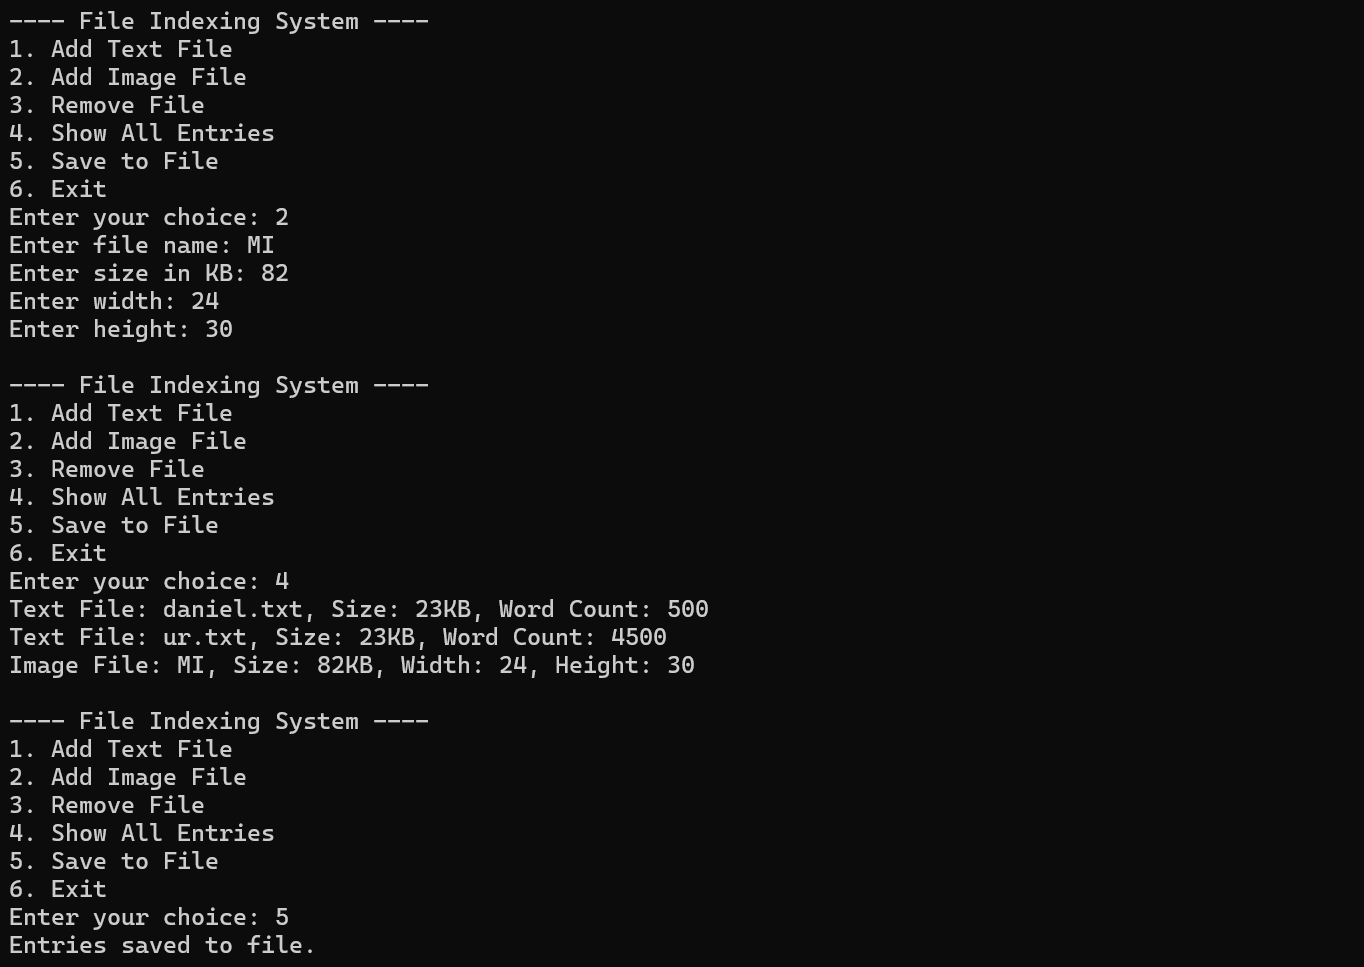 ---- File Indexing System ----
1. Add Text File
2. Add Image File
3. Remove File
4. Show All Entries
5. Save to File
6. Exit
Enter your choice: 2
Enter file name: MI
Enter size in KB: 82
Enter width: 24
Enter height: 30

---- File Indexing System ----
1. Add Text File
2. Add Image File
3. Remove File
4. Show All Entries
5. Save to File
6. Exit
Enter your choice: 4
Text File: daniel.txt, Size: 23KB, Word Count: 500
Text File: ur.txt, Size: 23KB, Word Count: 4500
Image File: MI, Size: 82KB, Width: 24, Height: 30

---- File Indexing System ----
1. Add Text File
2. Add Image File
3. Remove File
4. Show All Entries
5. Save to File
6. Exit
Enter your choice: 5
Entries saved to file.